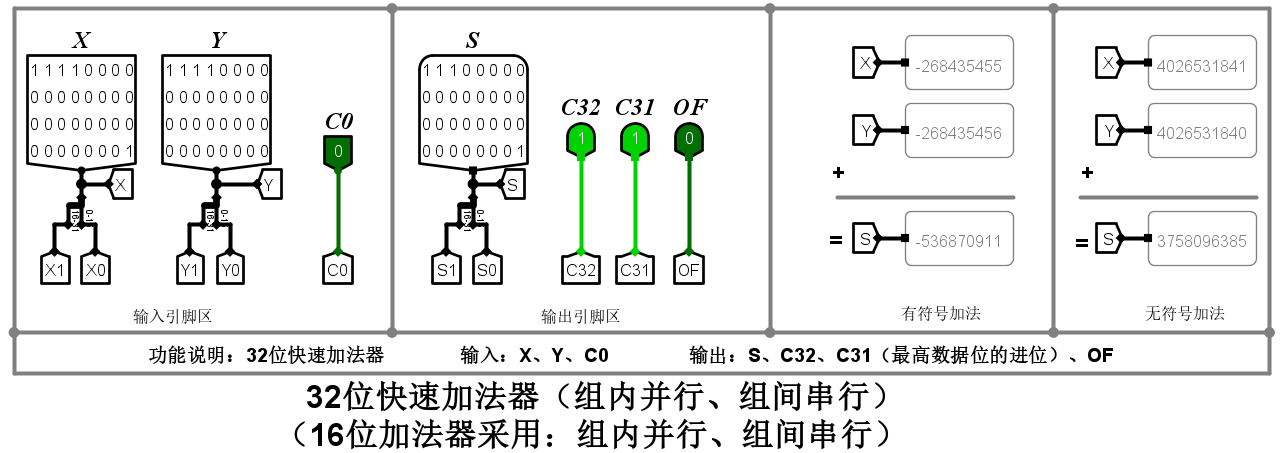 X
1 1 1 1 0 0 0 0
0 0 0 0 0 0 0 0
0 0 0 0 0 0 0 0
0 0 0 0 0 0 0 1
X
X1
X0
Y
1 1 1 1 0 0 0 0
0 0 0 0 0 0 0 0
0 0 0 0 0 0 0 0
0 0 0 0 0 0 0 0
Y
Y1
Y0
C0
0
C0
输入引脚区
S
1 1 1 0 0 0 0 0
0 0 0 0 0 0 0 0
0 0 0 0 0 0 0 0
0 0 0 0 0 0 0 1
S
S1
S0
C32
1
C32
C31
1
C31
OF
0
OF
输出引脚区
X -268435455
Y -268435456
+
= S -536870911
有符号加法
X 4026531841
Y 4026531840
+
= S 3758096385
无符号加法
功能说明：32位快速加法器 输入：X、Y、C0 输出：S、C32、C31（最高数据位的进位）、OF
32位快速加法器（组内并行、组间串行）
（16位加法器采用：组内并行、组间串行）